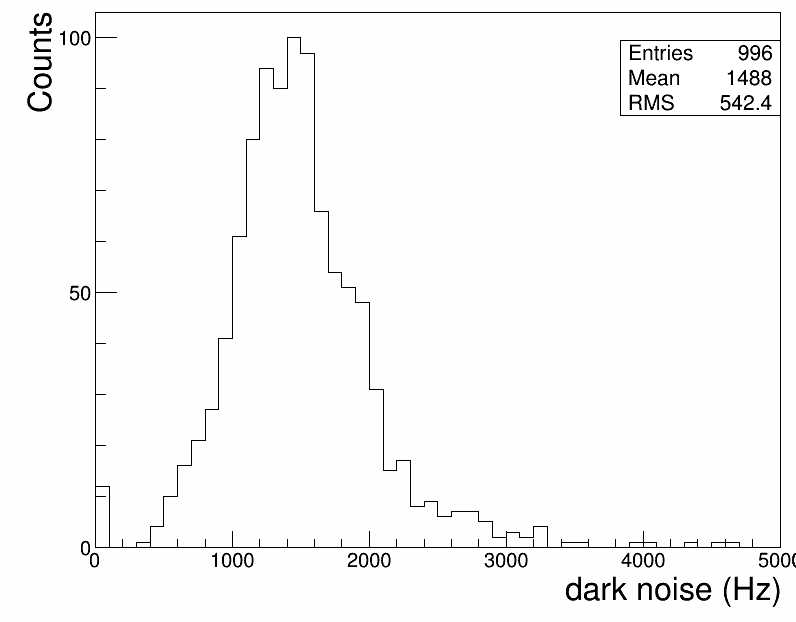 Counts
100
50
0
Entries 996
Mean 1488
RMS 542.4
0 1000 2000 3000 4000 5000
dark noise (Hz)